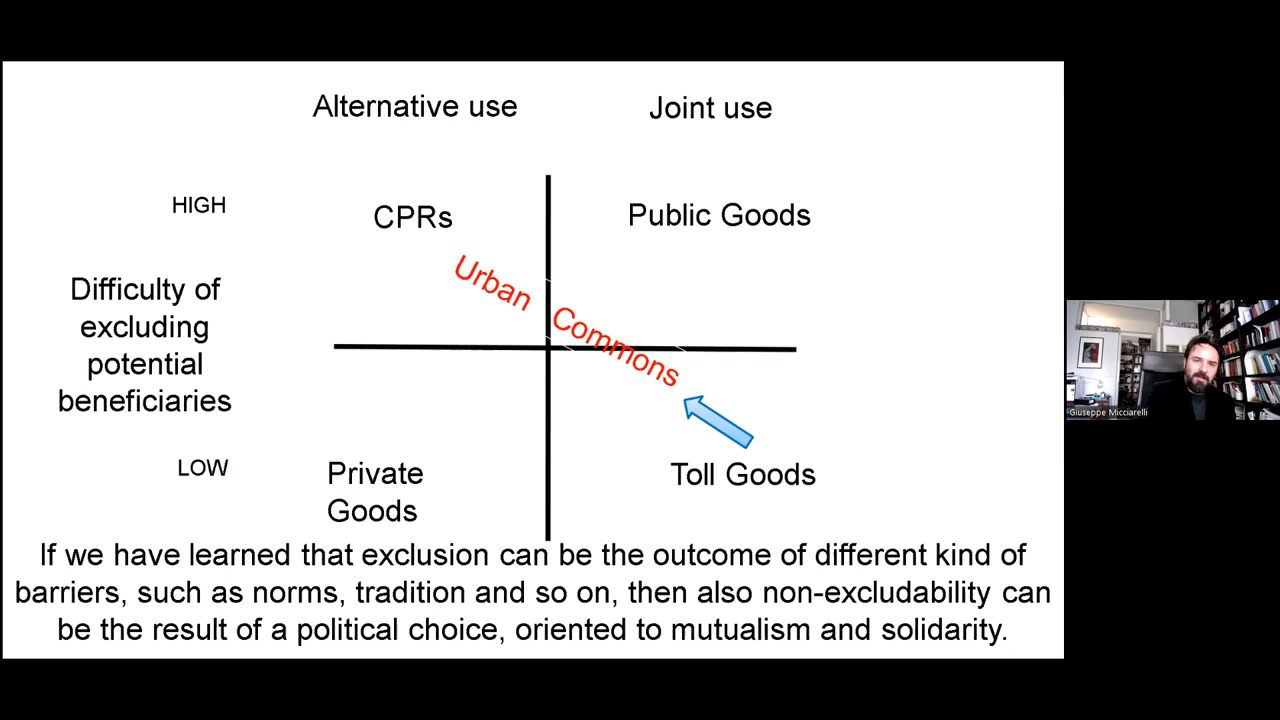 Alternative use
Joint use
HIGH
CPRs
Public Goods
Urban Commons
Difficulty of
excluding
potential
beneficiaries
LOW
Private
Goods
Toll Goods
If we have learned that exclusion can be the outcome of different kind of
barriers, such as norms, tradition and so on, then also non-excludability can
be the result of a political choice, oriented to mutualism and solidarity.
Giuseppe Micciarelli